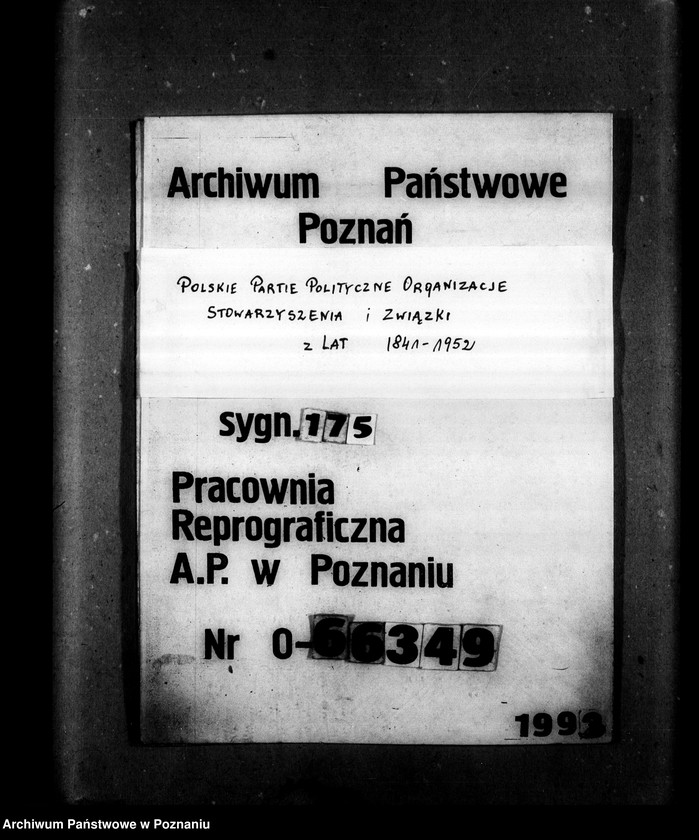 Archiwum Państwowe
Poznań
POLSKIE PARTIE POLITYCZNE ORGANIZACJE
STOWARZYSZENIA i ZWIĄZKI
z LAT 1841-1952
sygn. 175
Pracownia
Reprograficzna
A.P. w Poznaniu
Nr O-66349
1993
Archiwum Państwowe w Poznaniu